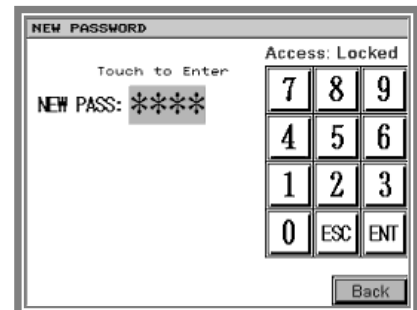 NEW PASSWORD
Access: Locked
Touch to Enter
NEW PASS: ****
7 8 9
4 5 6
1 2 3
0 ESC ENT
Back